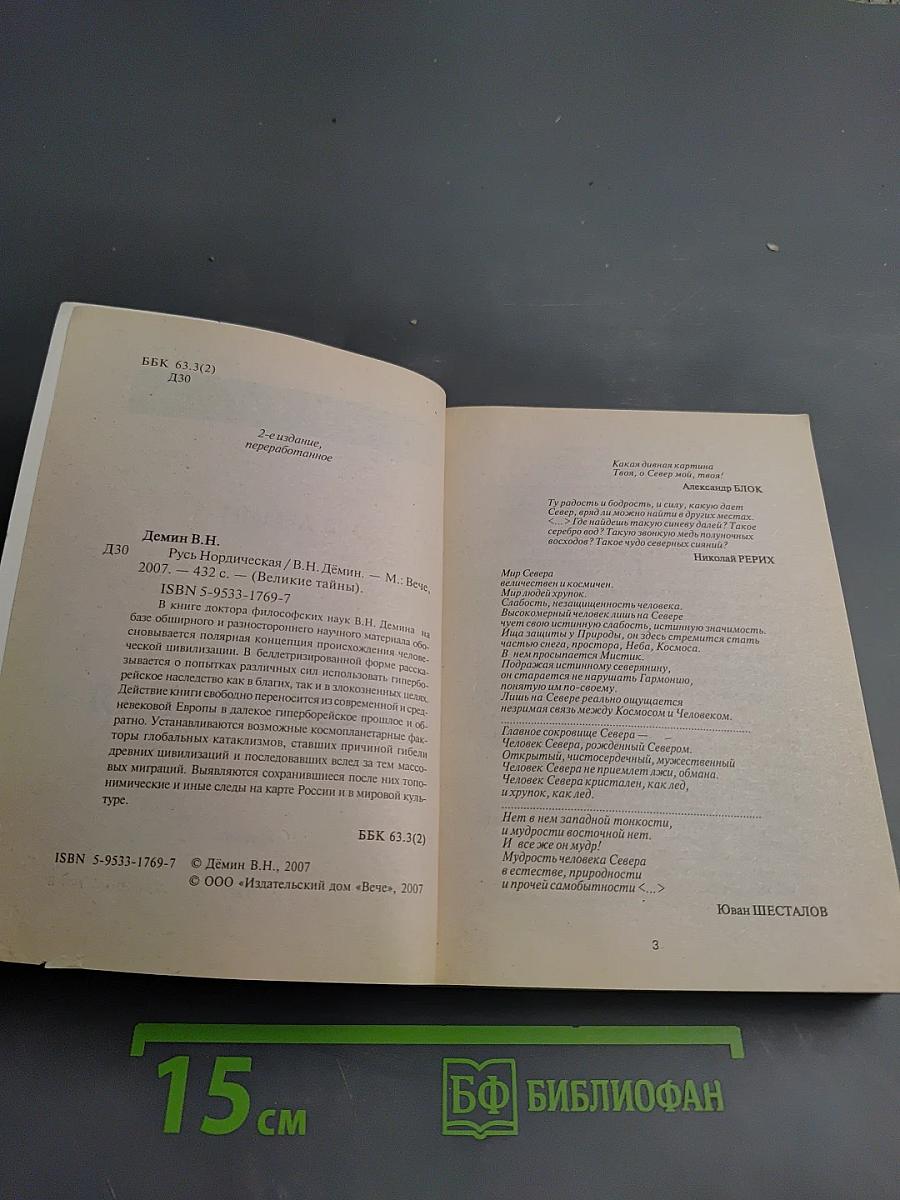 ББК 63.3(2)
Д30
2-е издание,
переработанное
Демин В.Н.
Д30 Русь Нордическая / В.Н. Дёмин. — М.: Вече,
2007. — 432 с. — (Великие тайны).
ISBN 5-9533-1769-7
В книге доктора философских наук В.Н. Демина на
базе обширного и разностороннего научного материала обо-
сновывается полярная концепция происхождения челове-
ческой цивилизации. В беллетризированной форме расска-
зывается о попытках различных сил использовать гипербо-
рейское наследство как в благих, так и в злокозненных целях.
Действие книги свободно переносится из современной и сред-
невековой Европы в далекое гиперборейское прошлое и об-
ратно. Устанавливаются возможные космопланетарные фак-
торы глобальных катаклизмов, ставших причиной гибели
древних цивилизаций и последовавших вслед за тем массо-
вых миграций. Выявляются сохранившиеся после них топо-
нимические и иные следы на карте России и в мировой куль-
туре.
ББК 63.3(2)
ISBN 5-9533-1769-7 © Дёмин В.Н., 2007
© ООО «Издательский дом «Вече», 2007
Какая дивная картина
Твоя, о Север мой, твоя!
Александр БЛОК
Ту радость и бодрость, и силу, какую дает
Север, вряд ли можно найти в других местах.
<...> Где найдешь такую синеву далей? Такое
серебро вод? Такую звонкую медь полуночных
восходов? Такое чудо северных сияний?
Николай РЕРИХ
Мир Севера
величествен и космичен.
Мир людей хрупок.
Слабость, незащищенность человека.
Высокомерный человек лишь на Севере
чует свою истинную слабость, истинную значимость.
Ища защиты у Природы, он здесь стремится стать
частью снега, простора, Неба, Космоса.
В нем просыпается Мистик.
Подражая истинному северянину,
он старается не нарушать Гармонию,
понятую им по-своему.
Лишь на Севере реально ощущается
незримая связь между Космосом и Человеком.
................................................................
Главное сокровище Севера —
Человек Севера, рожденный Севером.
Открытый, чистосердечный, мужественный
Человек Севера не приемлет лжи, обмана.
Человек Севера кристален, как лед,
и хрупок, как лед.
................................................................
Нет в нем западной тонкости,
и мудрости восточной нет.
И все же он мудр!
Мудрость человека Севера
в естестве, природности
и прочей самобытности <...>
Юван ШЕСТАЛОВ
3
15 см
БФ БИБЛИОФАН